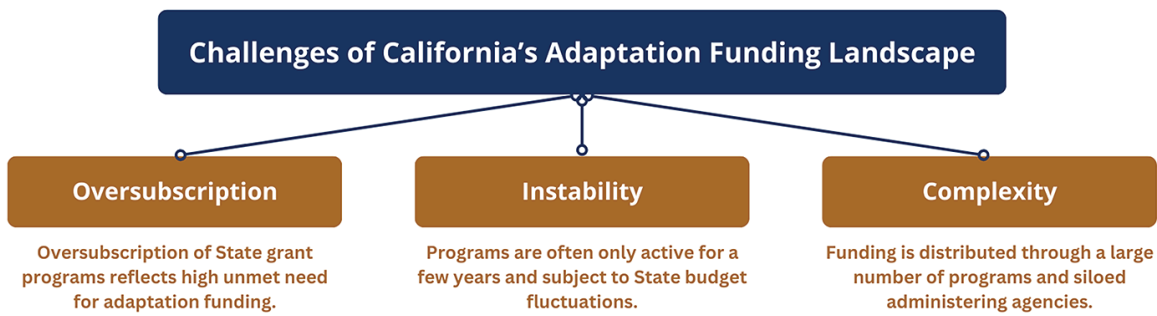 Challenges of California’s Adaptation Funding Landscape
Oversubscription
Oversubscription of State grant
programs reflects high unmet need
for adaptation funding.
Instability
Programs are often only active for a
few years and subject to State budget
fluctuations.
Complexity
Funding is distributed through a large
number of programs and siloed
administering agencies.